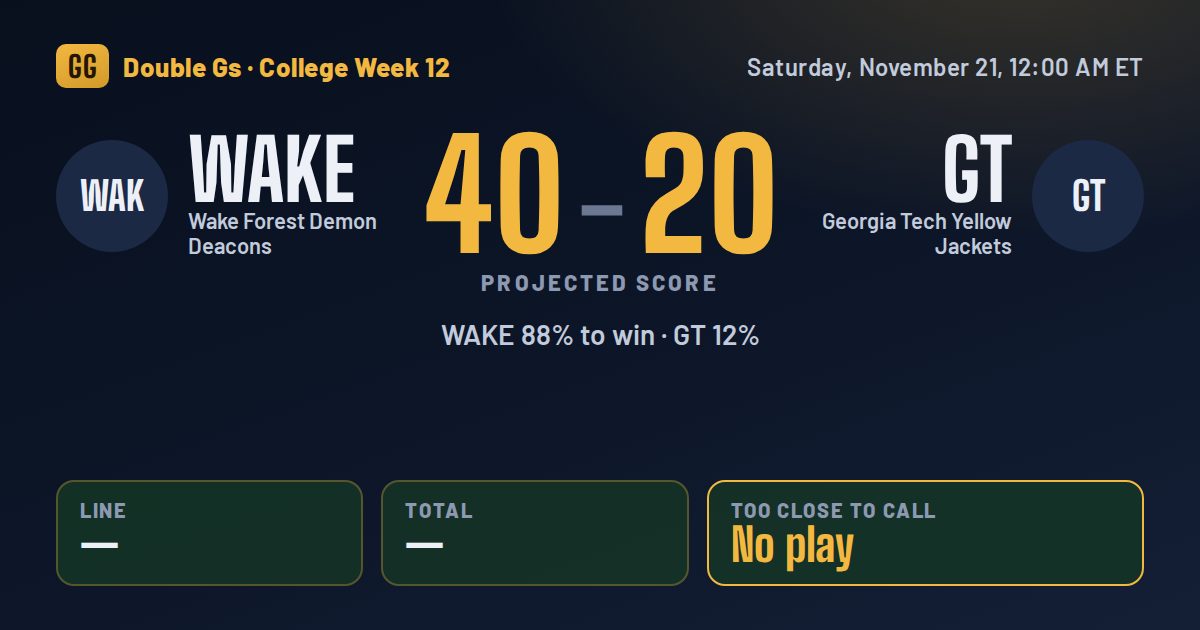 GG
Double Gs · College Week 12
Saturday, November 21, 12:00 AM ET
WAK
WAKE
Wake Forest Demon
Deacons
40 – 20
GT
Georgia Tech Yellow
Jackets
GT
PROJECTED SCORE
WAKE 88% to win · GT 12%
LINE
—
TOTAL
—
TOO CLOSE TO CALL
No play